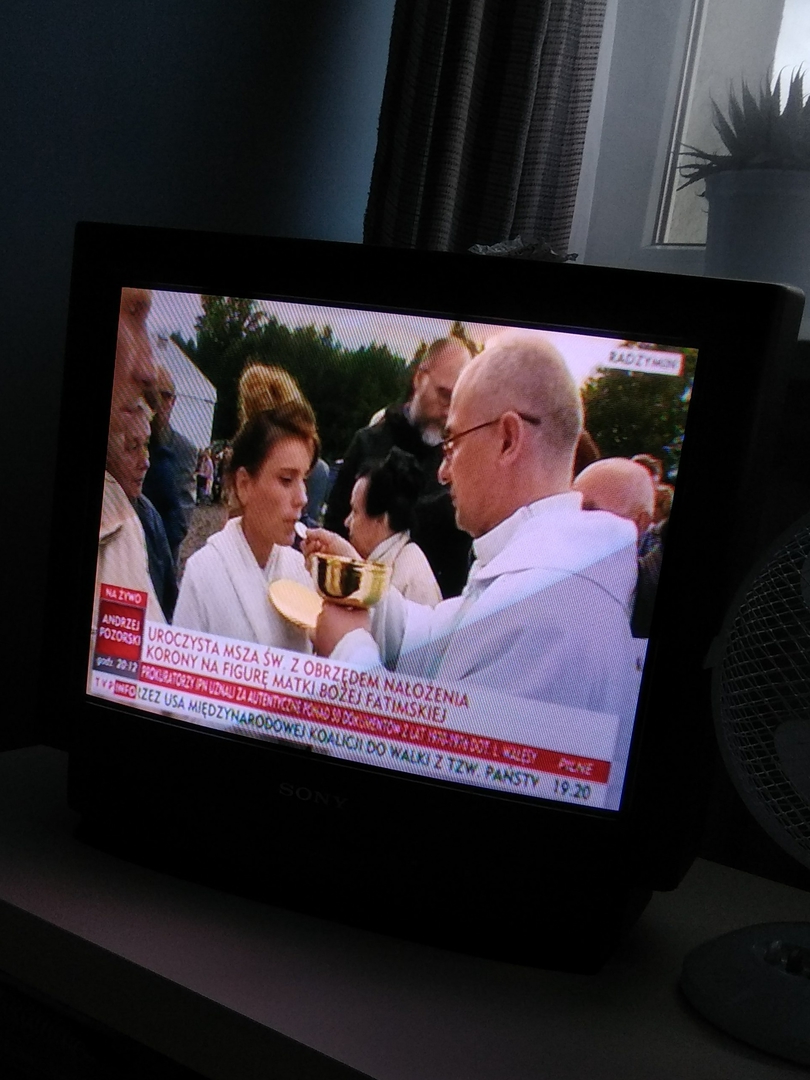 RADZYMIN
NA ŻYWO
ANDRZEJ
POZORSKI
godz. 20:12
UROCZYSTA MSZA ŚW. Z OBRZĘDEM NAŁOŻENIA
KORONY NA FIGURĘ MATKI BOŻEJ FATIMSKIEJ
PROKURATORZY IPN UZNALI ZA AUTENTYCZNE PONAD 50 DOKUMENTÓW Z LAT 1970-1976 DOT. L. WAŁĘSY PILNE
TVP INFO RZEZ USA MIĘDZYNARODOWEJ KOALICJI DO WALKI Z TZW. PAŃSTW 19:20
SONY